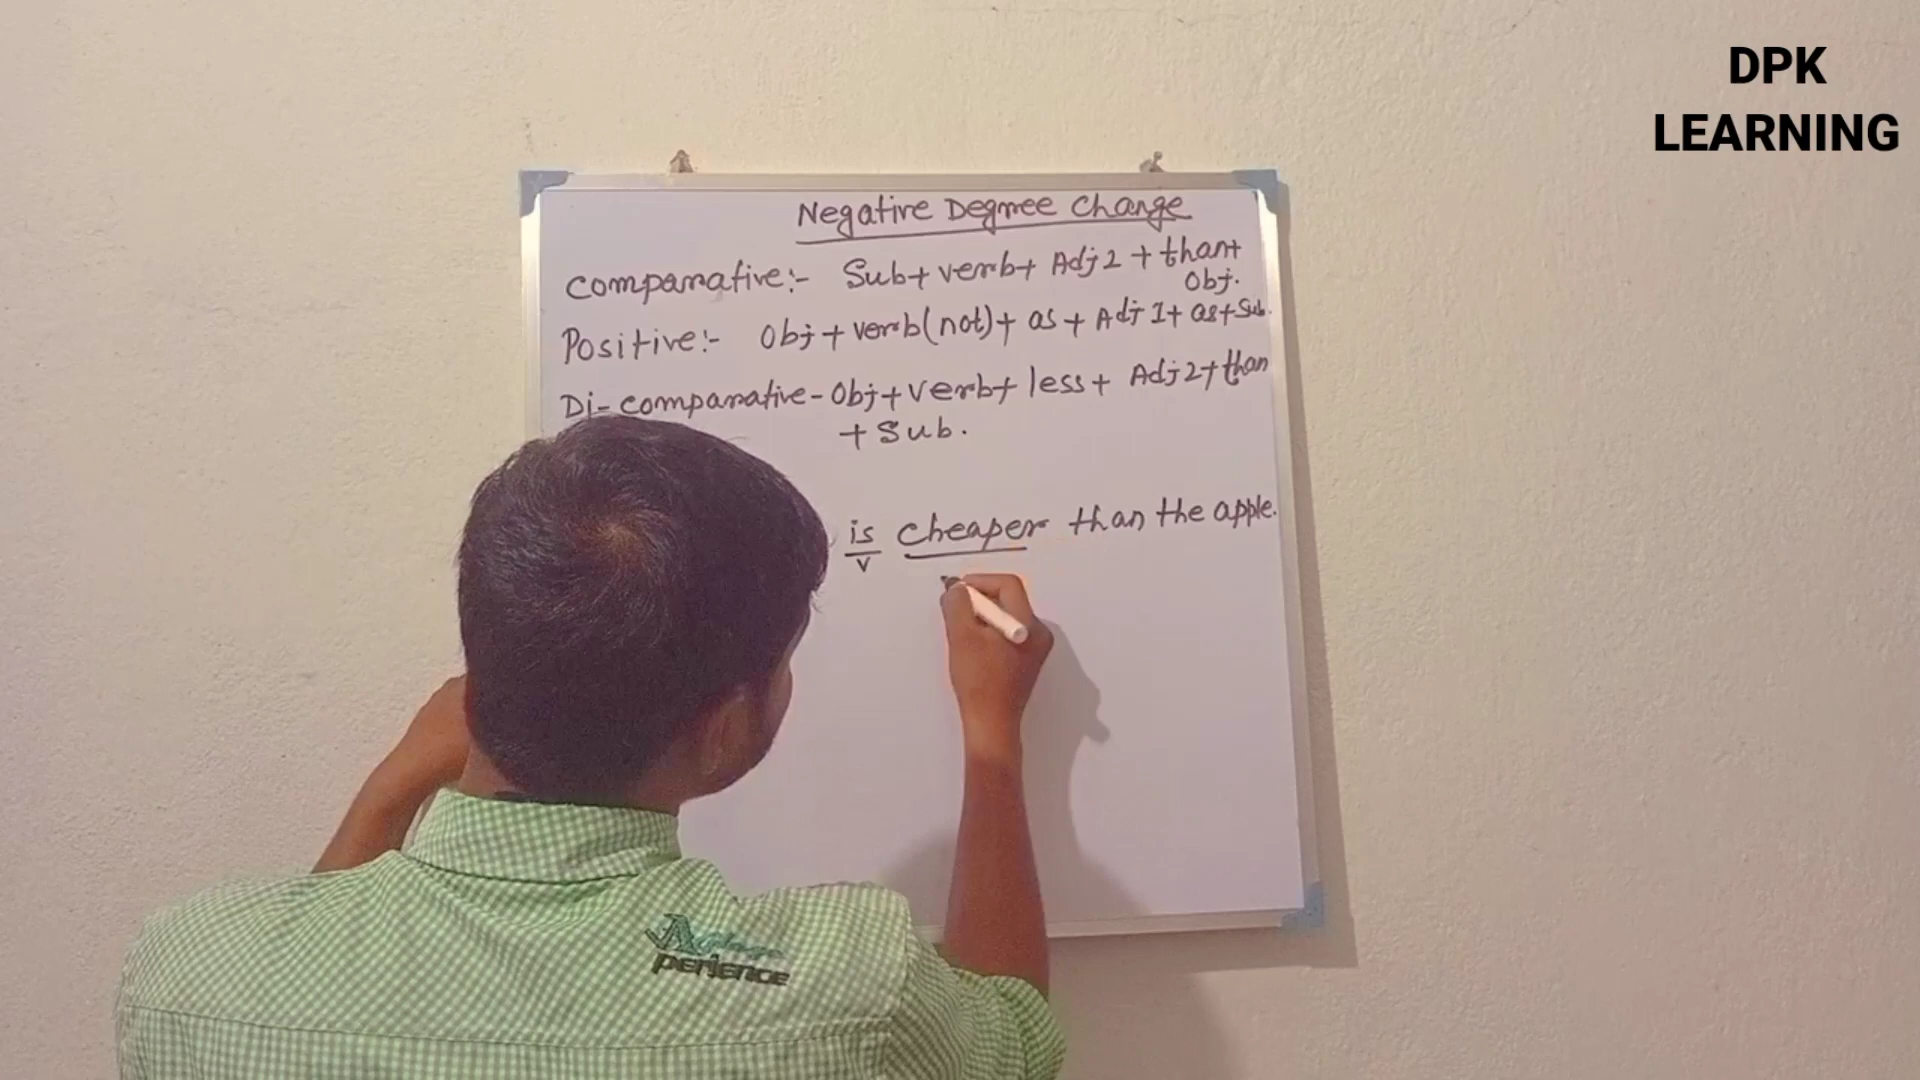 DPK
LEARNING
Negative Degree Change
Comparative:- Sub+ verb+ Adj 2 + than+
Obj.
Positive:- Obj + verb(not)+ as + Adj 1+ as+Sub.
Di-comparative-Obj+Verb+ less+ Adj 2+than
+ Sub.
is cheaper than the apple.
V
perience